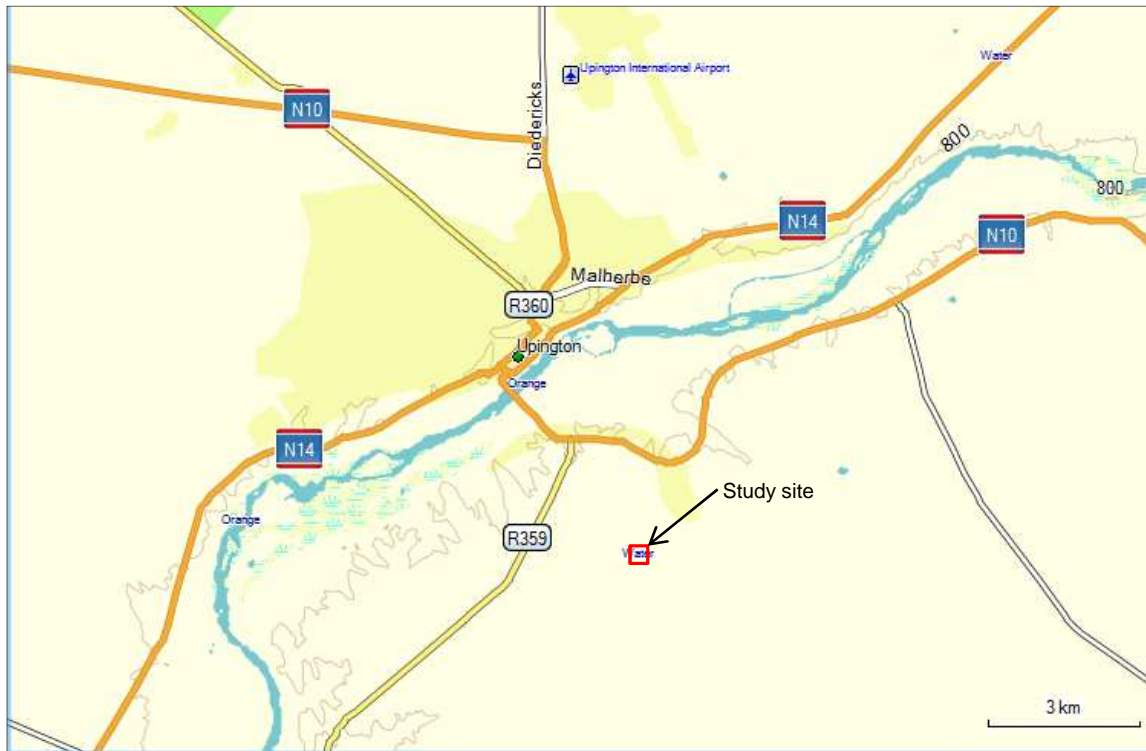 Water
Upington International Airport
N10
Diedericks
800
800
N14
N10
Malherbe
R360
Upington
Orange
N14
Study site
Orange
R359
Water
3 km